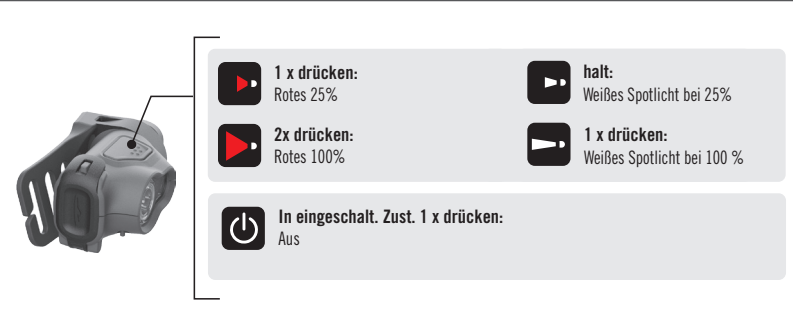 1 x drücken:
Rotes 25%
2x drücken:
Rotes 100%
halt:
Weißes Spotlicht bei 25%
1 x drücken:
Weißes Spotlicht bei 100 %
In eingeschalt. Zust. 1 x drücken:
Aus